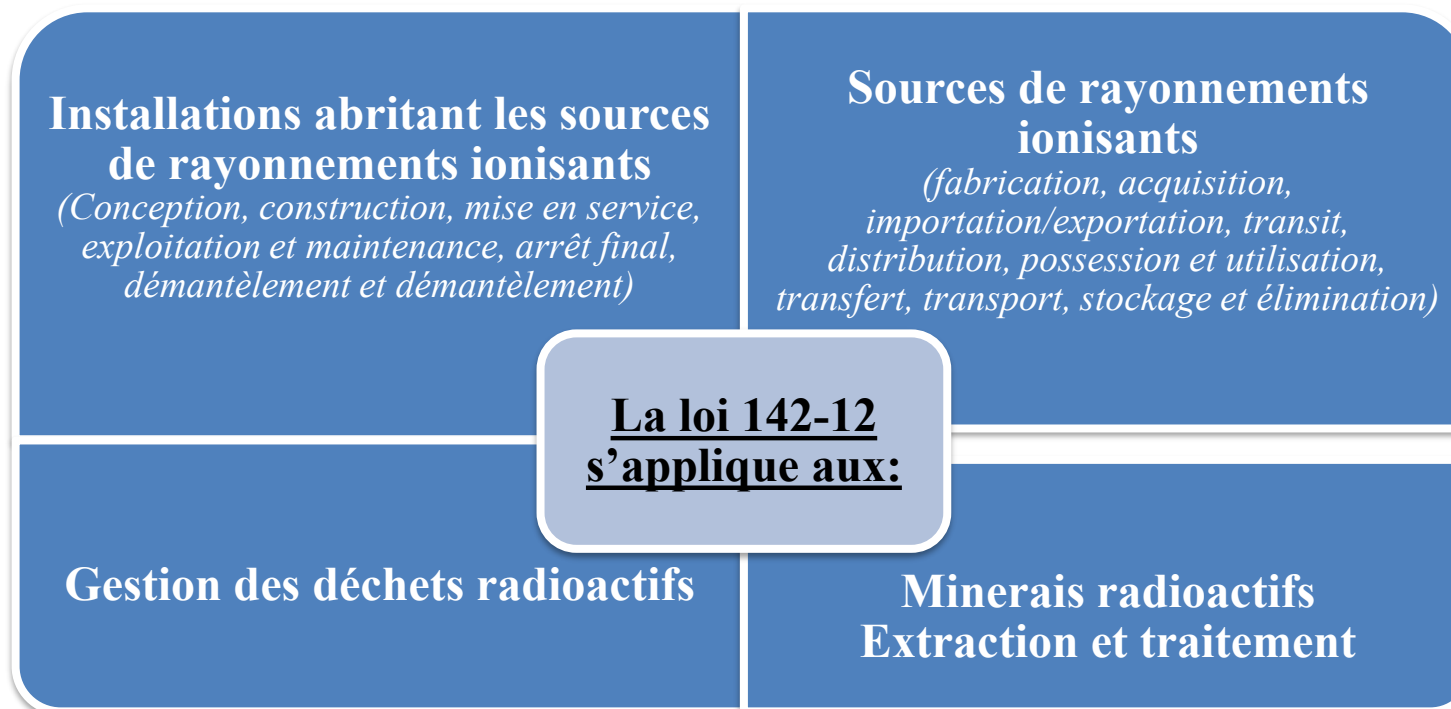 Installations abritant les sources
de rayonnements ionisants
(Conception, construction, mise en service,
exploitation et maintenance, arrêt final,
démantèlement et démantèlement)
Sources de rayonnements
ionisants
(fabrication, acquisition,
importation/exportation, transit,
distribution, possession et utilisation,
transfert, transport, stockage et élimination)
La loi 142-12
s’applique aux:
Gestion des déchets radioactifs
Minerais radioactifs
Extraction et traitement